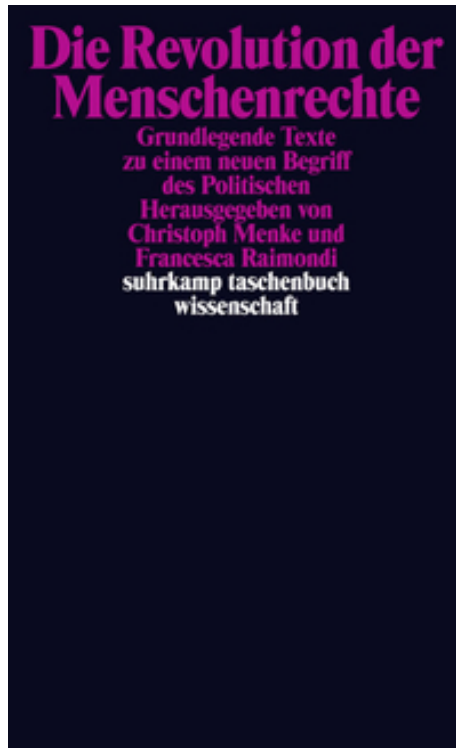 Die Revolution der
Menschenrechte
Grundlegende Texte
zu einem neuen Begriff
des Politischen
Herausgegeben von
Christoph Menke und
Francesca Raimondi
suhrkamp taschenbuch
wissenschaft